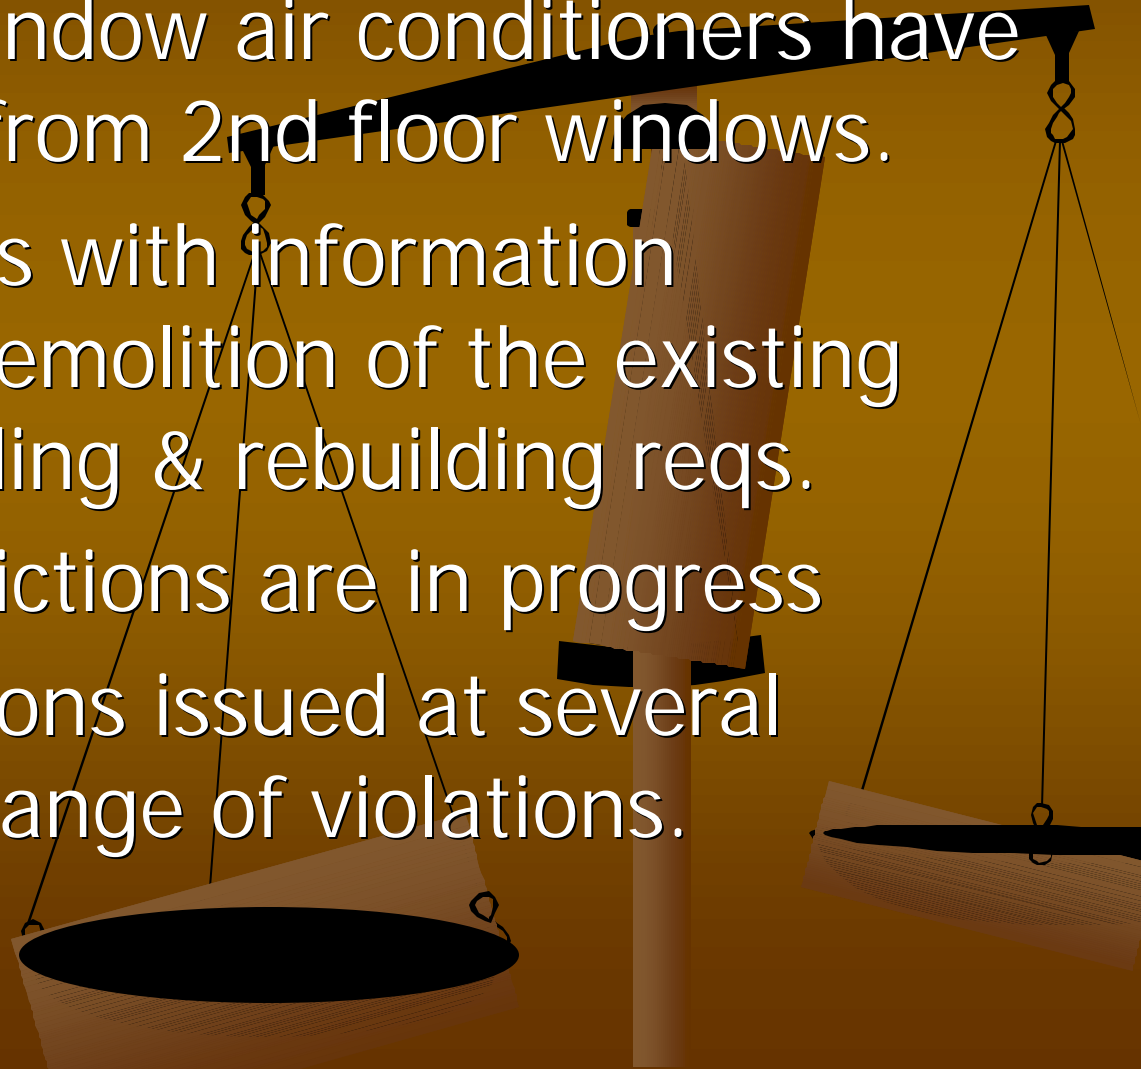 ndow air conditioners have
from 2nd floor windows.
s with information
emolition of the existing
ling & rebuilding reqs.
ictions are in progress
ons issued at several
ange of violations.